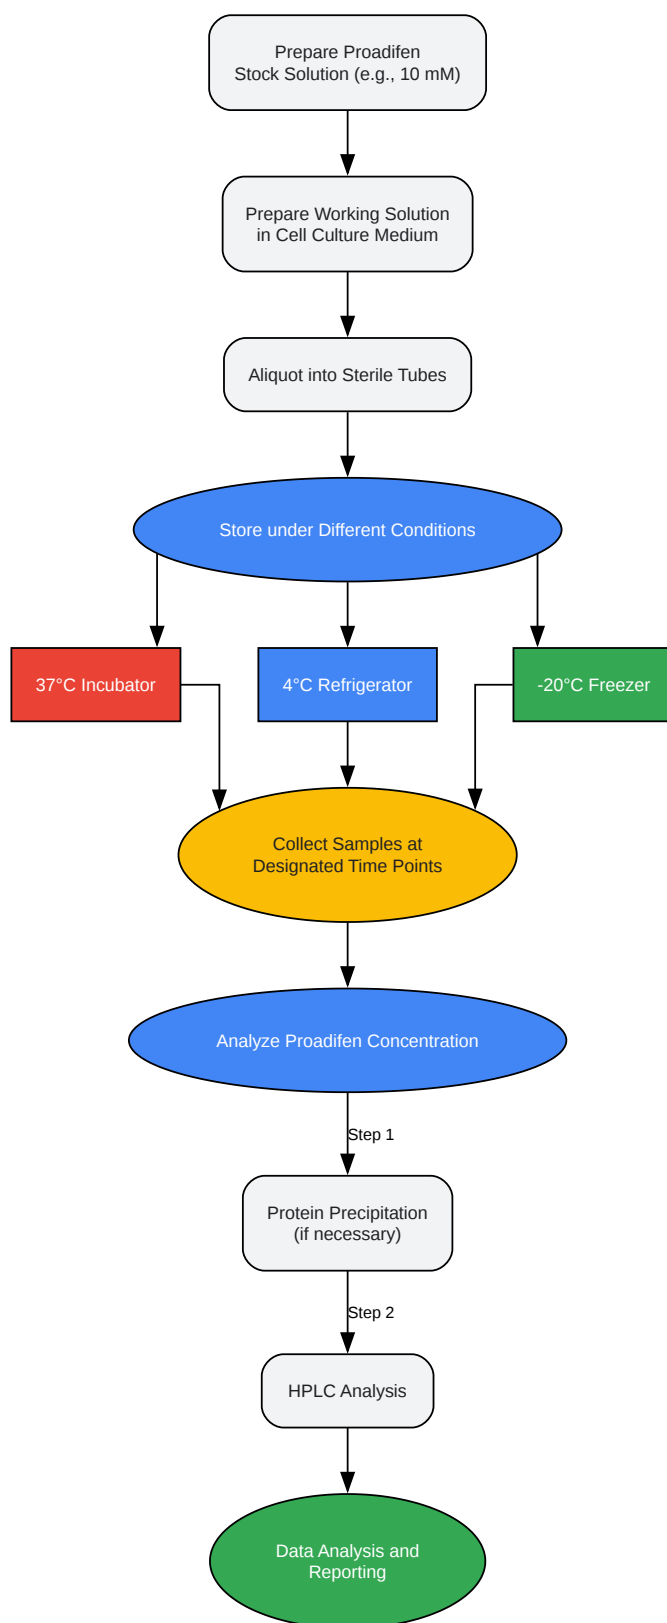 Prepare Proadifen
Stock Solution (e.g., 10 mM)
Prepare Working Solution
in Cell Culture Medium
Aliquot into Sterile Tubes
Store under Different Conditions
37°C Incubator
4°C Refrigerator
-20°C Freezer
Collect Samples at
Designated Time Points
Analyze Proadifen Concentration
Step 1
Protein Precipitation
(if necessary)
Step 2
HPLC Analysis
Data Analysis and
Reporting